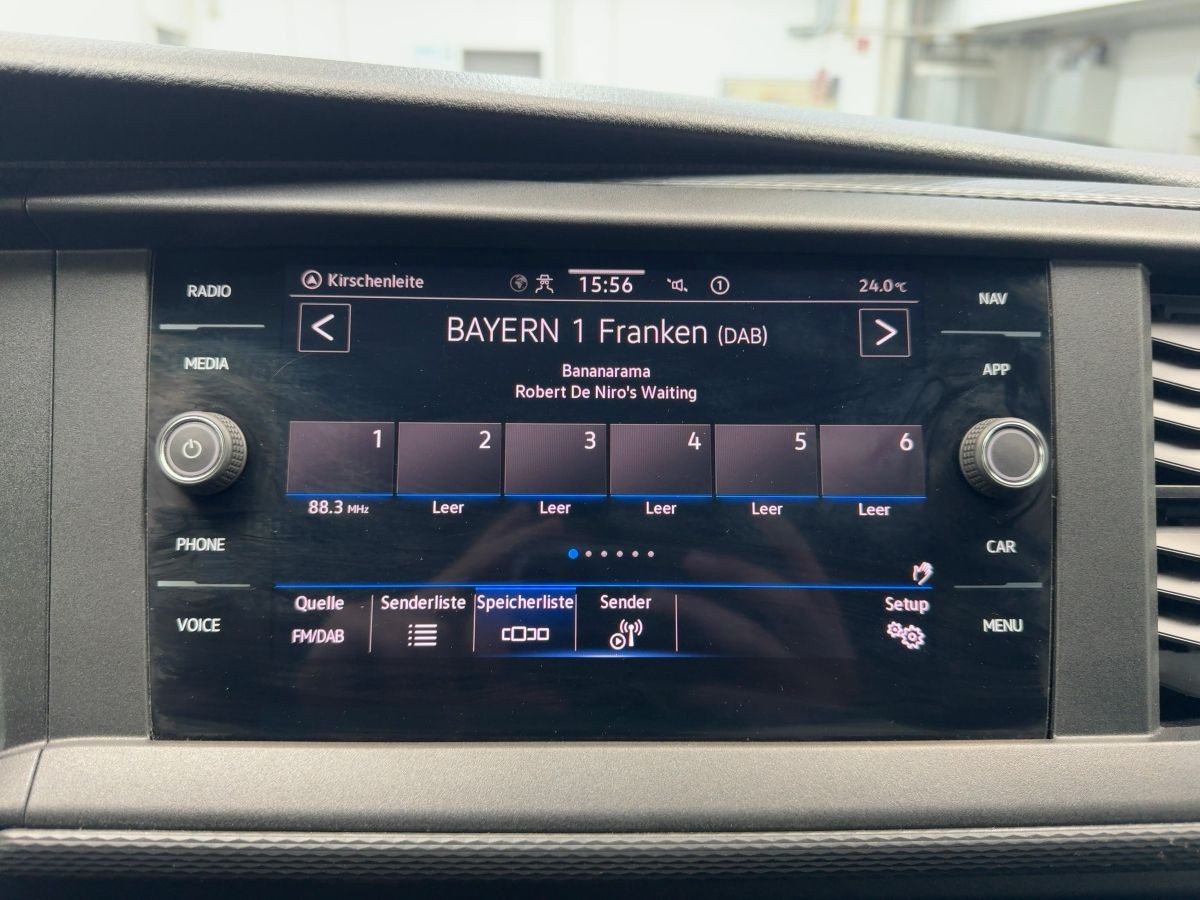 Kirschenleite 15:56 1 24.0°C
RADIO
NAV
< BAYERN 1 Franken (DAB) >
MEDIA
APP
Bananarama
Robert De Niro's Waiting
1 2 3 4 5 6
88.3 MHz Leer Leer Leer Leer Leer
PHONE
CAR
Quelle Senderliste Speicherliste Sender Setup
FM/DAB
VOICE
MENU